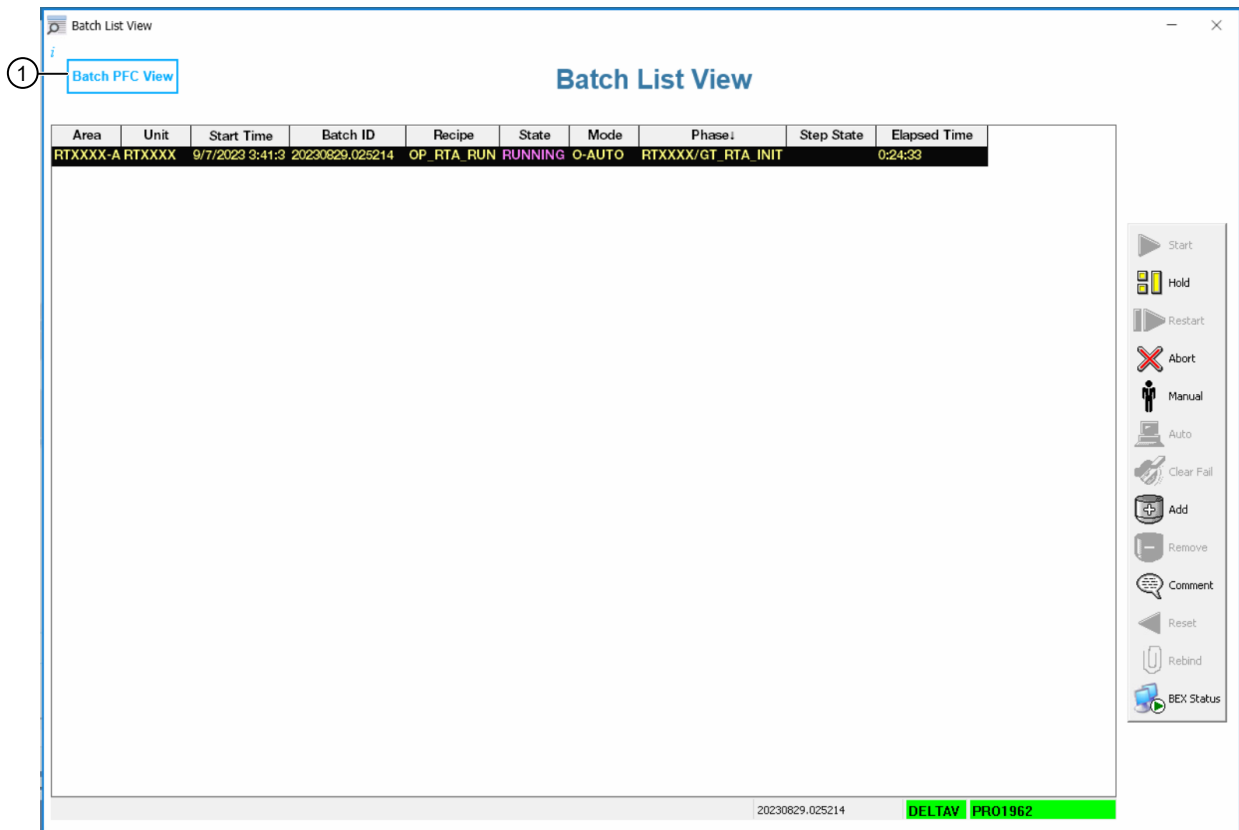 Batch List View
i
1
Batch PFC View
Batch List View
Area Unit Start Time Batch ID Recipe State Mode Phase↓ Step State Elapsed Time
RTXXXX-A RTXXXX 9/7/2023 3:41:3 20230829.025214 OP_RTA_RUN RUNNING O-AUTO RTXXXX/GT_RTA_INIT 0:24:33
Start
Hold
Restart
Abort
Manual
Auto
Clear Fail
Add
Remove
Comment
Reset
Rebind
BEX Status
20230829.025214 DELTAV PRO1962